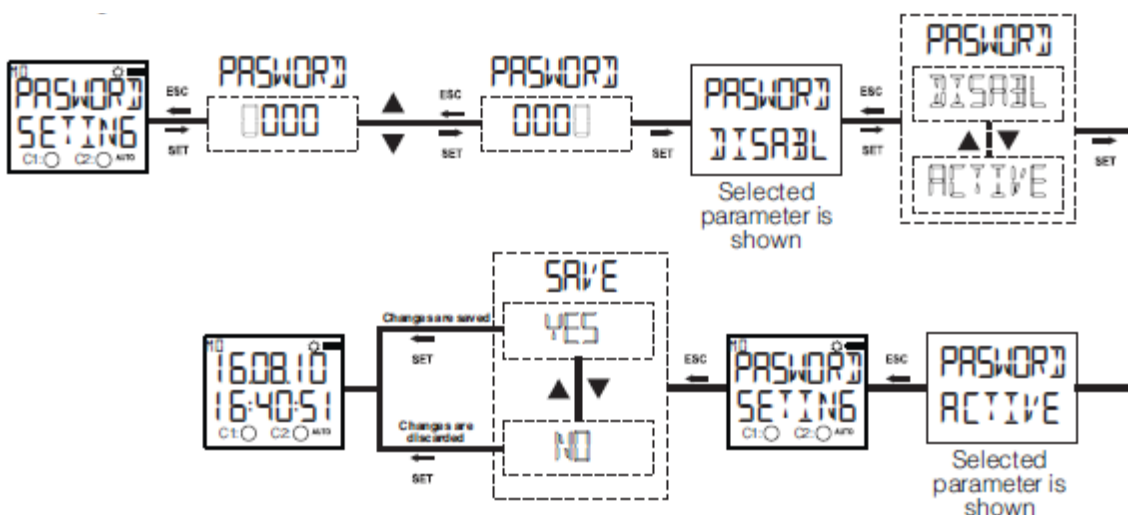 MO
PASWORD
SETING
C1: C2: AUTO
ESC
SET
PASWORD
0000
ESC
SET
PASWORD
0000
SET
PASWORD
DISABL
Selected
parameter is
shown
ESC
SET
PASWORD
DISABL
ACTIVE
SET
MO
16.08.10
16:40:51
C1: C2: AUTO
Changes are saved
SET
Changes are
discarded
SET
SAVE
YES
NO
ESC
MO
PASWORD
SETING
C1: C2: AUTO
ESC
PASWORD
ACTIVE
Selected
parameter is
shown